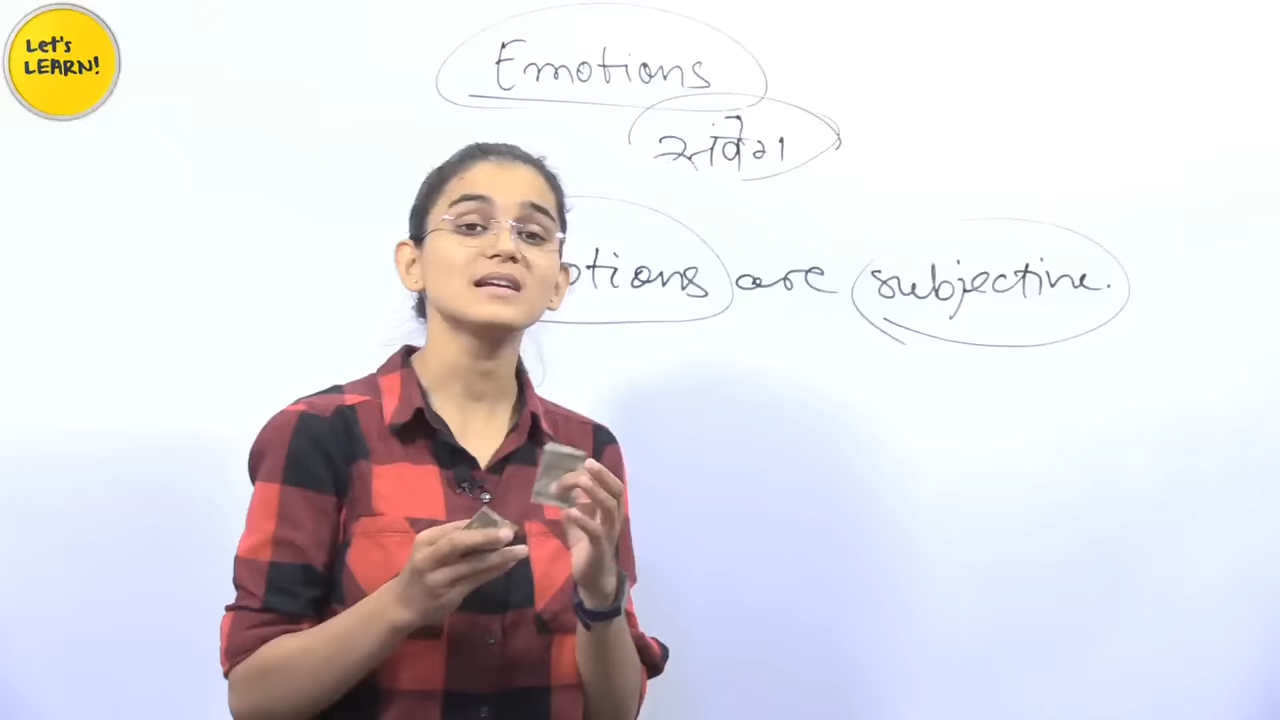 Let's
LEARN!
Emotions
संवेग
otions are subjective.